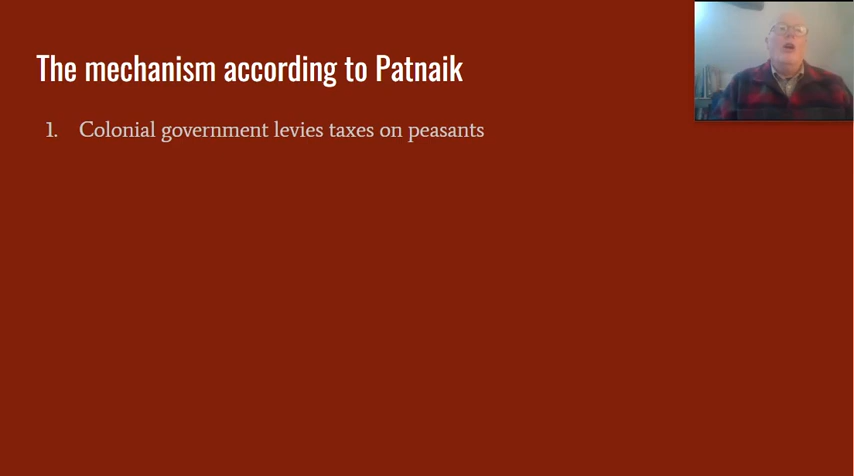 The mechanism according to Patnaik
1. Colonial government levies taxes on peasants